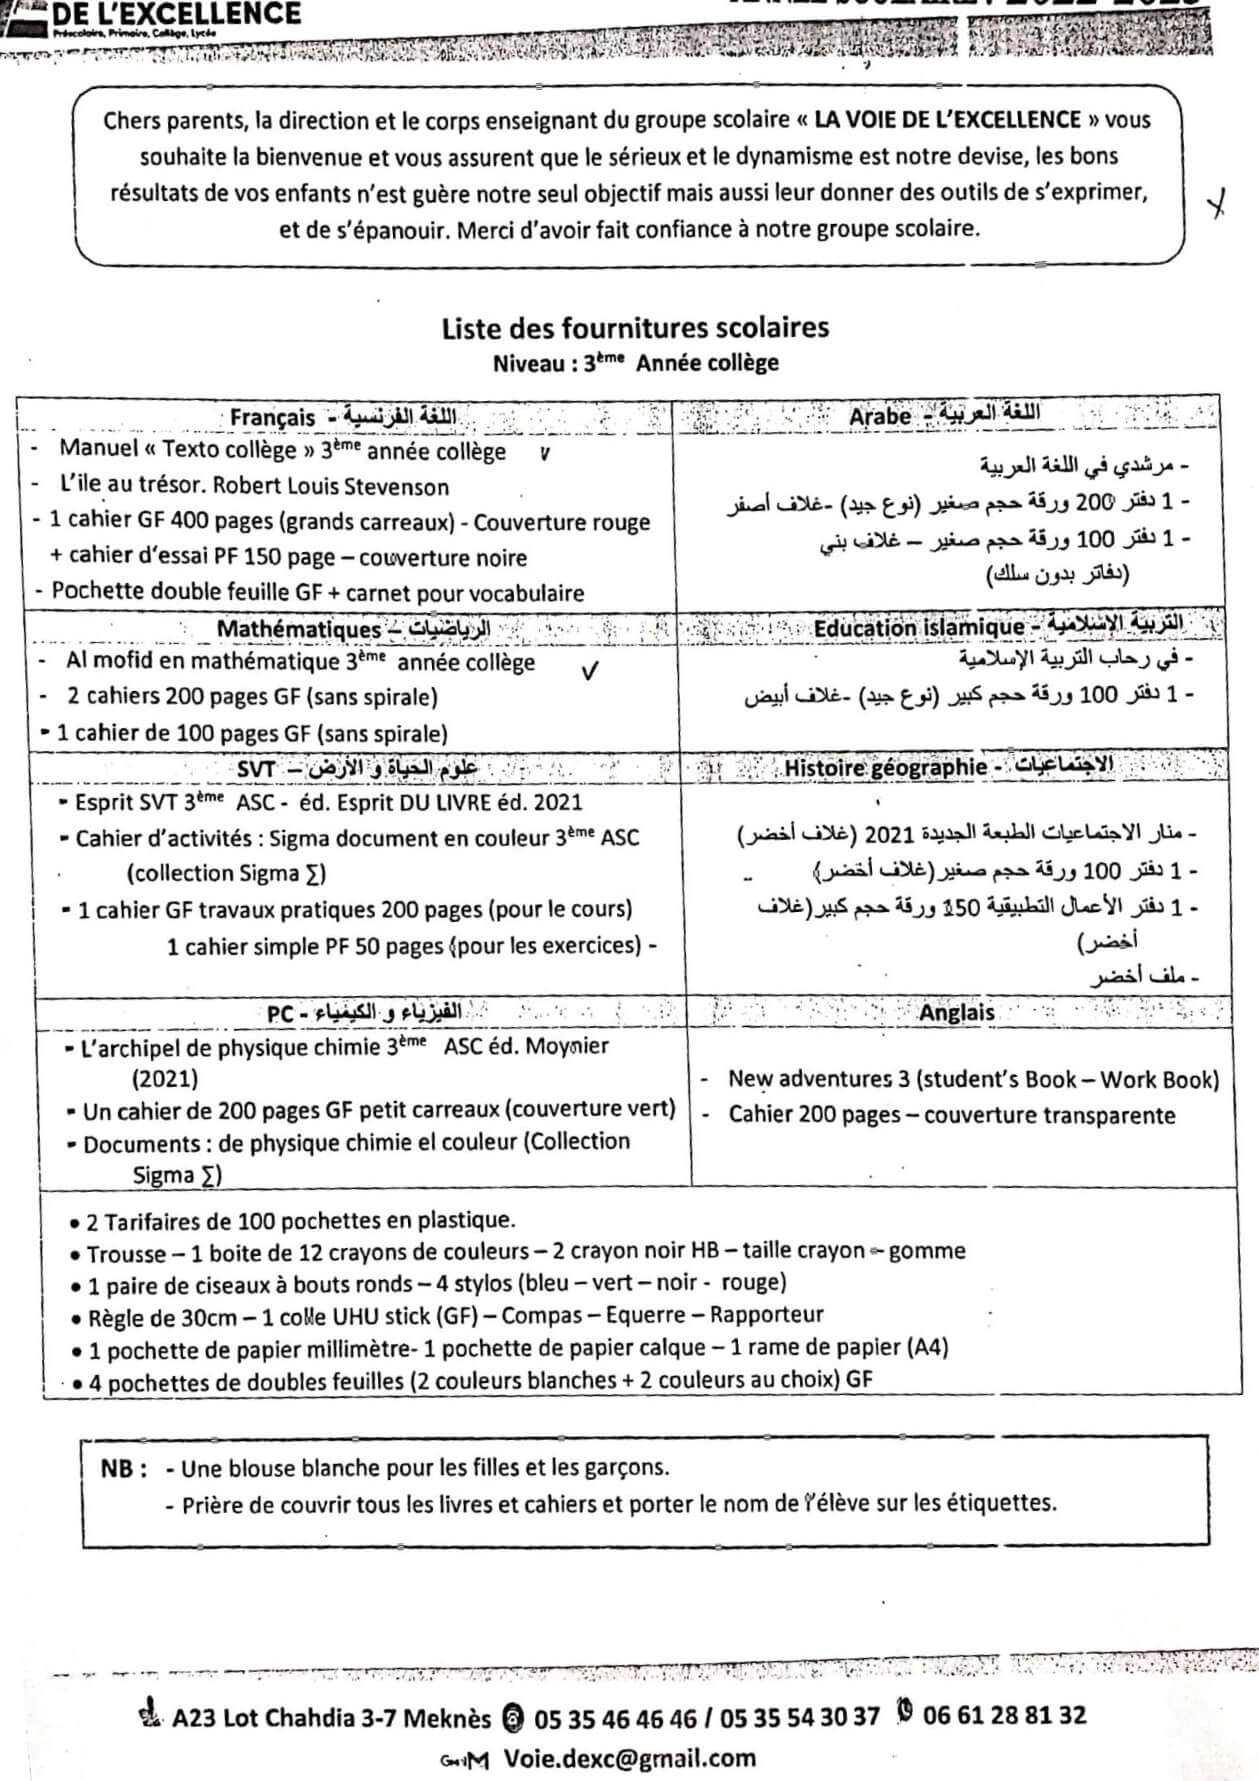 DE L'EXCELLENCE
Préscolaire, Primaire, Collège, Lycée
Chers parents, la direction et le corps enseignant du groupe scolaire « LA VOIE DE L'EXCELLENCE » vous
souhaite la bienvenue et vous assurent que le sérieux et le dynamisme est notre devise, les bons
résultats de vos enfants n'est guère notre seul objectif mais aussi leur donner des outils de s'exprimer,
et de s'épanouir. Merci d'avoir fait confiance à notre groupe scolaire.
Liste des fournitures scolaires
Niveau : 3ème Année collège
Français - اللغة الفرنسية
- Manuel « Texto collège » 3ème année collège
- L'ile au trésor. Robert Louis Stevenson
- 1 cahier GF 400 pages (grands carreaux) - Couverture rouge
+ cahier d'essai PF 150 page – couverture noire
- Pochette double feuille GF + carnet pour vocabulaire
Arabe - اللغة العربية
- مرشدي في اللغة العربية
- 1 دفتر 200 ورقة حجم صغير (نوع جيد) -غلاف أصفر
- 1 دفتر 100 ورقة حجم صغير – غلاف بني
(دفاتر بدون سلك)
Mathématiques – الرياضيات
- Al mofid en mathématique 3ème année collège
- 2 cahiers 200 pages GF (sans spirale)
- 1 cahier de 100 pages GF (sans spirale)
Education islamique - التربية الإسلامية
- في رحاب التربية الإسلامية
- 1 دفتر 100 ورقة حجم كبير (نوع جيد) -غلاف أبيض
SVT – علوم الحياة و الأرض
- Esprit SVT 3ème ASC - éd. Esprit DU LIVRE éd. 2021
- Cahier d'activités : Sigma document en couleur 3ème ASC
(collection Sigma ∑)
- 1 cahier GF travaux pratiques 200 pages (pour le cours)
1 cahier simple PF 50 pages (pour les exercices) -
Histoire géographie - الاجتماعيات
- منار الاجتماعيات الطبعة الجديدة 2021 (غلاف أخضر)
- 1 دفتر 100 ورقة حجم صغير(غلاف أخضر) ..
- 1 دفتر الأعمال التطبيقية 150 ورقة حجم كبير(غلاف
أخضر)
- ملف أخضر
PC - الفيزياء و الكيمياء
- L'archipel de physique chimie 3ème ASC éd. Moynier
(2021)
- Un cahier de 200 pages GF petit carreaux (couverture vert)
- Documents : de physique chimie el couleur (Collection
Sigma ∑)
Anglais
- New adventures 3 (student's Book – Work Book)
- Cahier 200 pages – couverture transparente
• 2 Tarifaires de 100 pochettes en plastique.
• Trousse – 1 boite de 12 crayons de couleurs – 2 crayon noir HB – taille crayon – gomme
• 1 paire de ciseaux à bouts ronds – 4 stylos (bleu – vert – noir - rouge)
• Règle de 30cm – 1 colle UHU stick (GF) – Compas – Equerre – Rapporteur
• 1 pochette de papier millimètre- 1 pochette de papier calque – 1 rame de papier (A4)
• 4 pochettes de doubles feuilles (2 couleurs blanches + 2 couleurs au choix) GF
NB : - Une blouse blanche pour les filles et les garçons.
- Prière de couvrir tous les livres et cahiers et porter le nom de l'élève sur les étiquettes.
A23 Lot Chahdia 3-7 Meknès 05 35 46 46 46 / 05 35 54 30 37 06 61 28 81 32
Voie.dexc@gmail.com